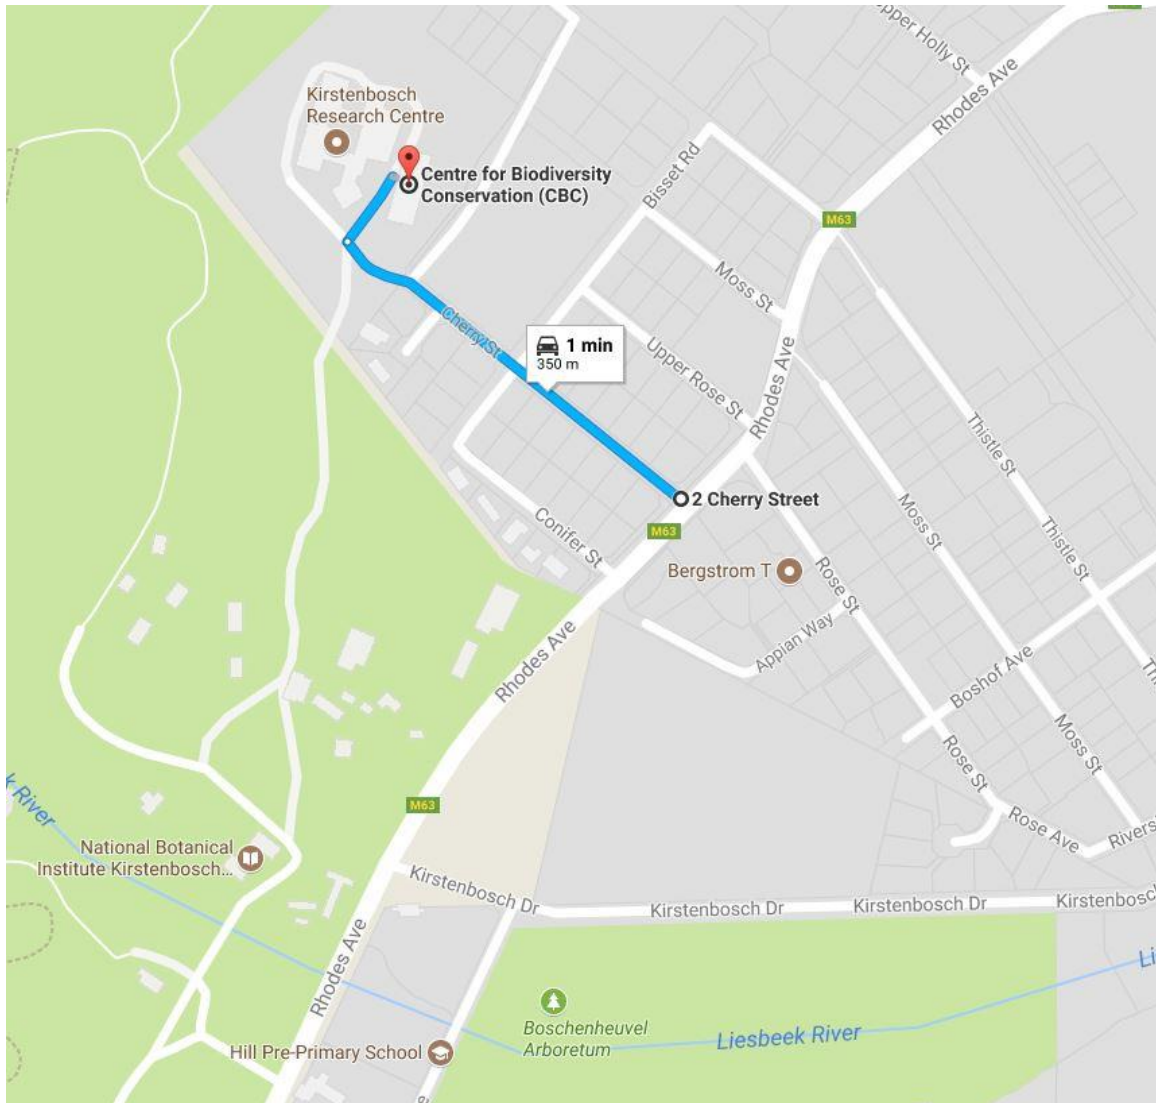 Upper Holly St
Rhodes Ave
Kirstenbosch
Research Centre
Centre for Biodiversity
Conservation (CBC)
Bisset Rd
M63
Moss St
Cherry St
1 min
350 m
Upper Rose St
Rhodes Ave
Thistle St
2 Cherry Street
M63
Conifer St
Moss St
Thistle St
Bergstrom T
Rose St
Appian Way
Rhodes Ave
Boshof Ave
Moss St
Rose St
M63
River
Rose Ave
National Botanical
Institute Kirstenbosch...
Kirstenbosch Dr
Kirstenbosch Dr
Kirstenbosch Dr
Rhodes Ave
Boschenheuvel
Arboretum
Liesbeek River
Hill Pre-Primary School